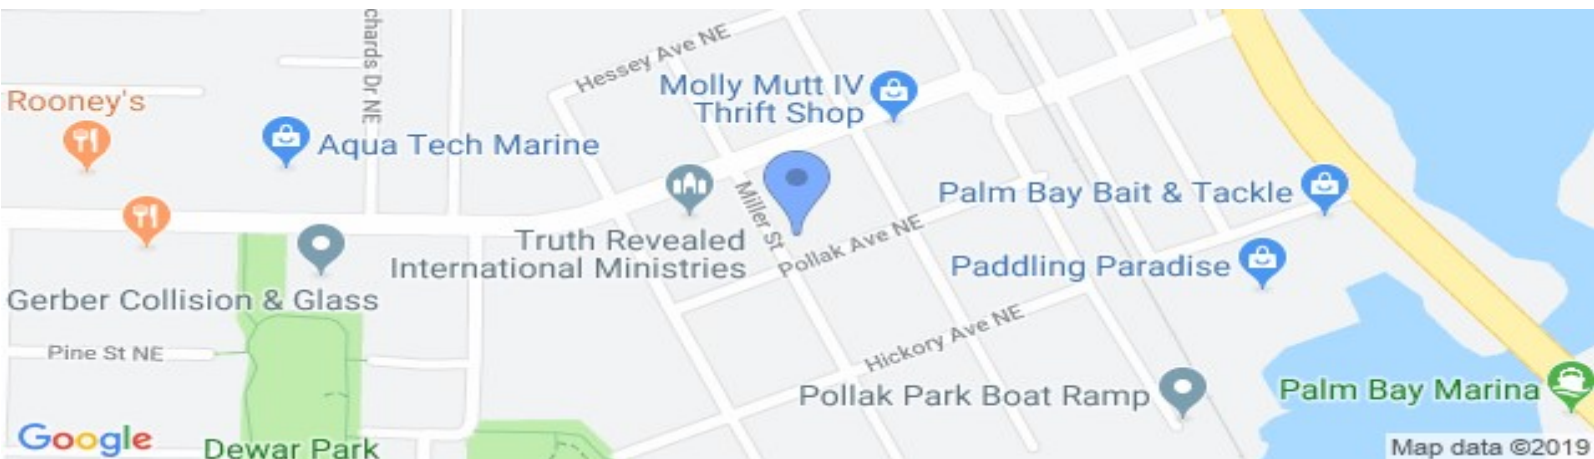 chards Dr NE
Hessey Ave NE
Molly Mutt IV
Thrift Shop
Rooney's
Aqua Tech Marine
Palm Bay Bait & Tackle
Miller St
Truth Revealed
International Ministries
Pollak Ave NE
Paddling Paradise
Gerber Collision & Glass
Hickory Ave NE
Pine St NE
Pollak Park Boat Ramp
Palm Bay Marina
Google
Dewar Park
Map data ©2019